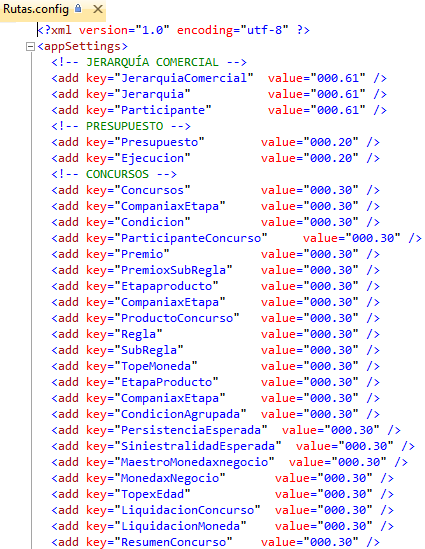 Rutas.config
<?xml version="1.0" encoding="utf-8" ?>
<appSettings>
<!-- JERARQUÍA COMERCIAL -->
<add key="JerarquiaComercial" value="000.61" />
<add key="Jerarquia" value="000.61" />
<add key="Participante" value="000.61" />
<!-- PRESUPUESTO -->
<add key="Presupuesto" value="000.20" />
<add key="Ejecucion" value="000.20" />
<!-- CONCURSOS -->
<add key="Concursos" value="000.30" />
<add key="CompaniaxEtapa" value="000.30" />
<add key="Condicion" value="000.30" />
<add key="ParticipanteConcurso" value="000.30" />
<add key="Premio" value="000.30" />
<add key="PremioxSubRegla" value="000.30" />
<add key="Etapaproducto" value="000.30" />
<add key="CompaniaxEtapa" value="000.30" />
<add key="ProductoConcurso" value="000.30" />
<add key="Regla" value="000.30" />
<add key="SubRegla" value="000.30" />
<add key="TopeMoneda" value="000.30" />
<add key="EtapaProducto" value="000.30" />
<add key="CompaniaxEtapa" value="000.30" />
<add key="CondicionAgrupada" value="000.30" />
<add key="PersistenciaEsperada" value="000.30" />
<add key="SiniestralidadEsperada" value="000.30" />
<add key="MaestroMonedaxnegocio" value="000.30" />
<add key="MonedaxNegocio" value="000.30" />
<add key="TopexEdad" value="000.30" />
<add key="LiquidacionConcurso" value="000.30" />
<add key="LiquidacionMoneda" value="000.30" />
<add key="ResumenConcurso" value="000.30" />